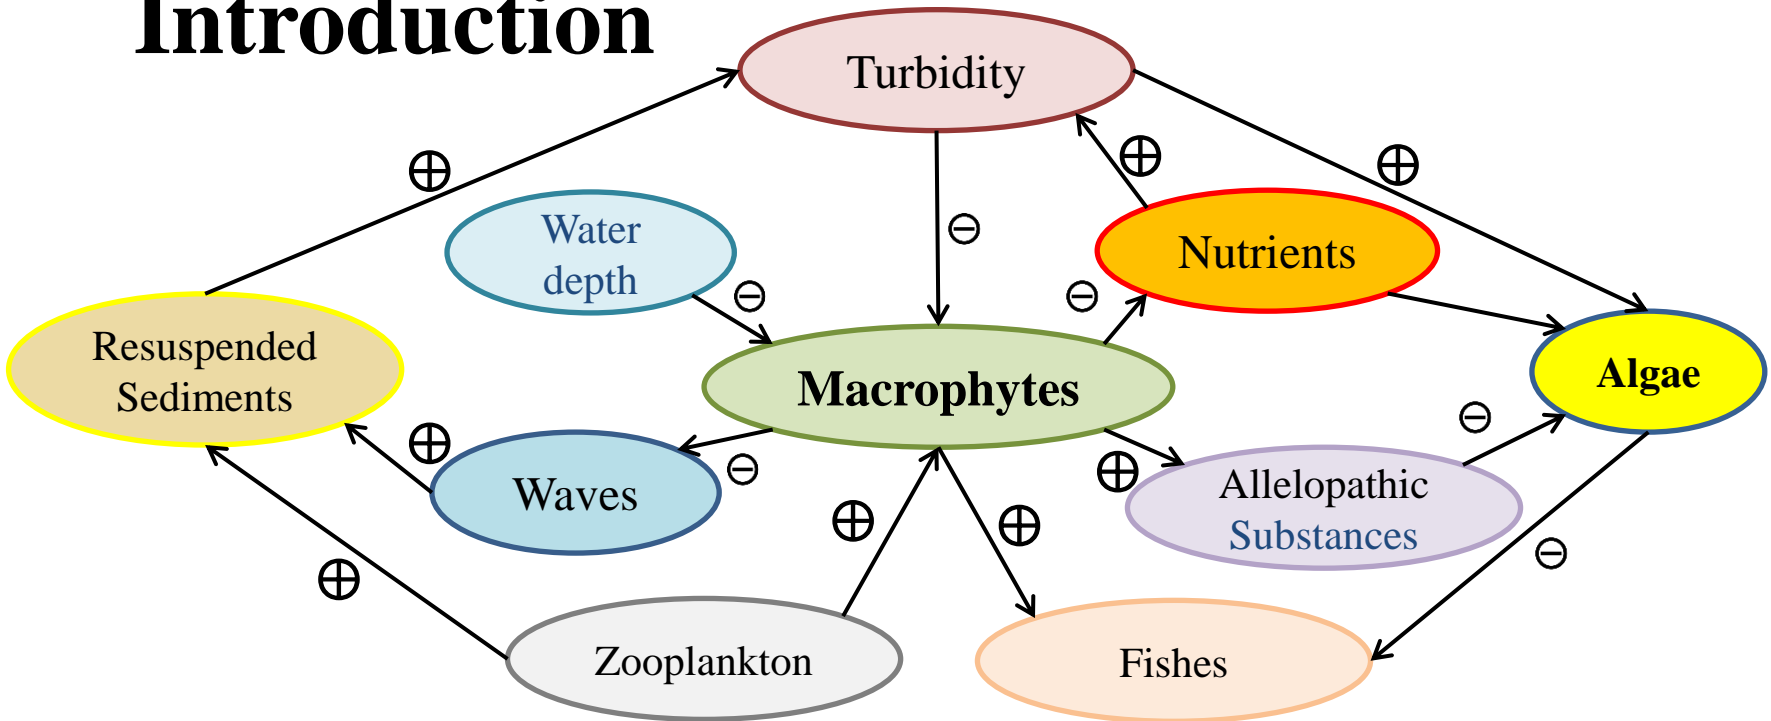 Introduction
Turbidity
Water
depth
Nutrients
Resuspended
Sediments
Macrophytes
Algae
Waves
Allelopathic
Substances
Zooplankton
Fishes